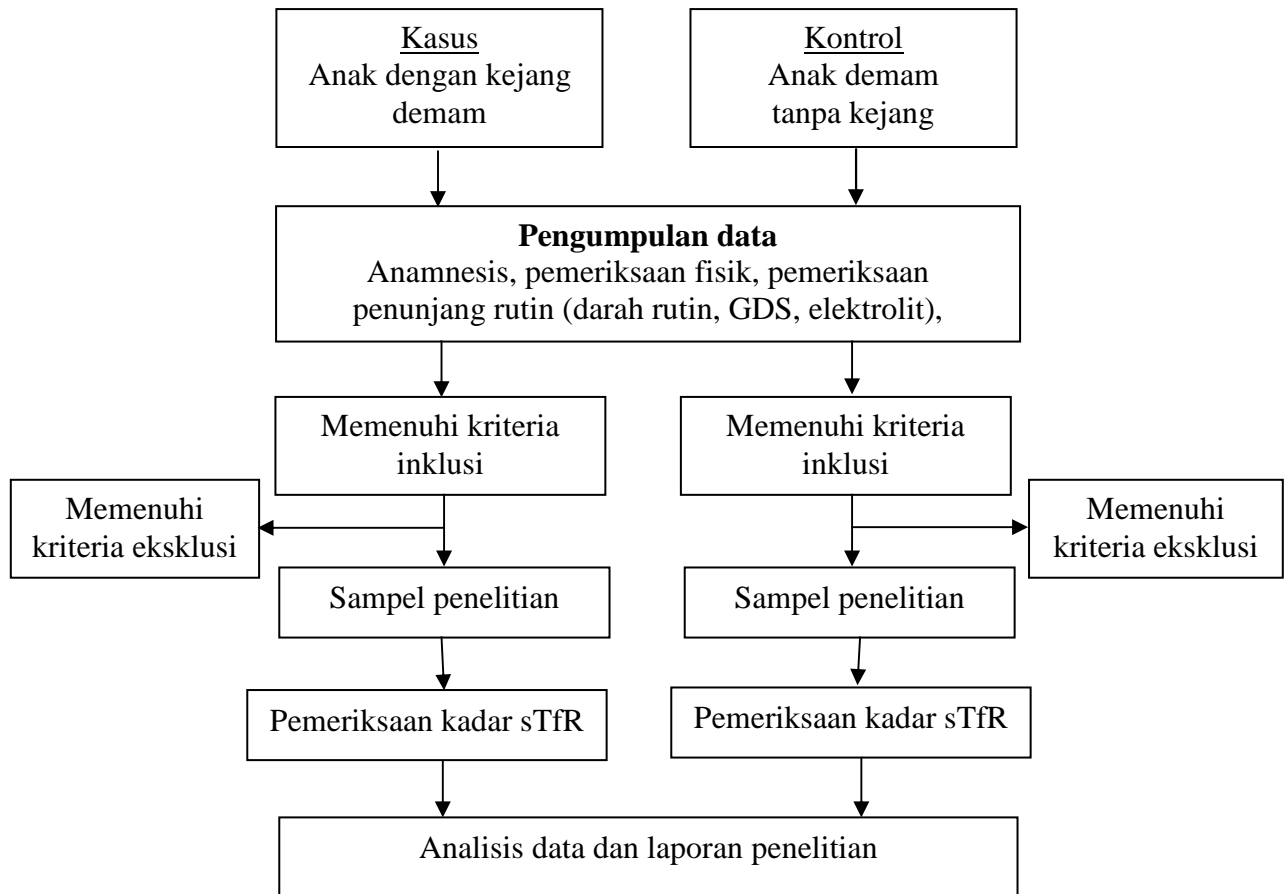 Kasus
Anak dengan kejang
demam
Kontrol
Anak demam
tanpa kejang
Pengumpulan data
Anamnesis, pemeriksaan fisik, pemeriksaan
penunjang rutin (darah rutin, GDS, elektrolit),
Memenuhi kriteria
inklusi
Memenuhi kriteria
inklusi
Memenuhi
kriteria eksklusi
Memenuhi
kriteria eksklusi
Sampel penelitian
Sampel penelitian
Pemeriksaan kadar sTfR
Pemeriksaan kadar sTfR
Analisis data dan laporan penelitian